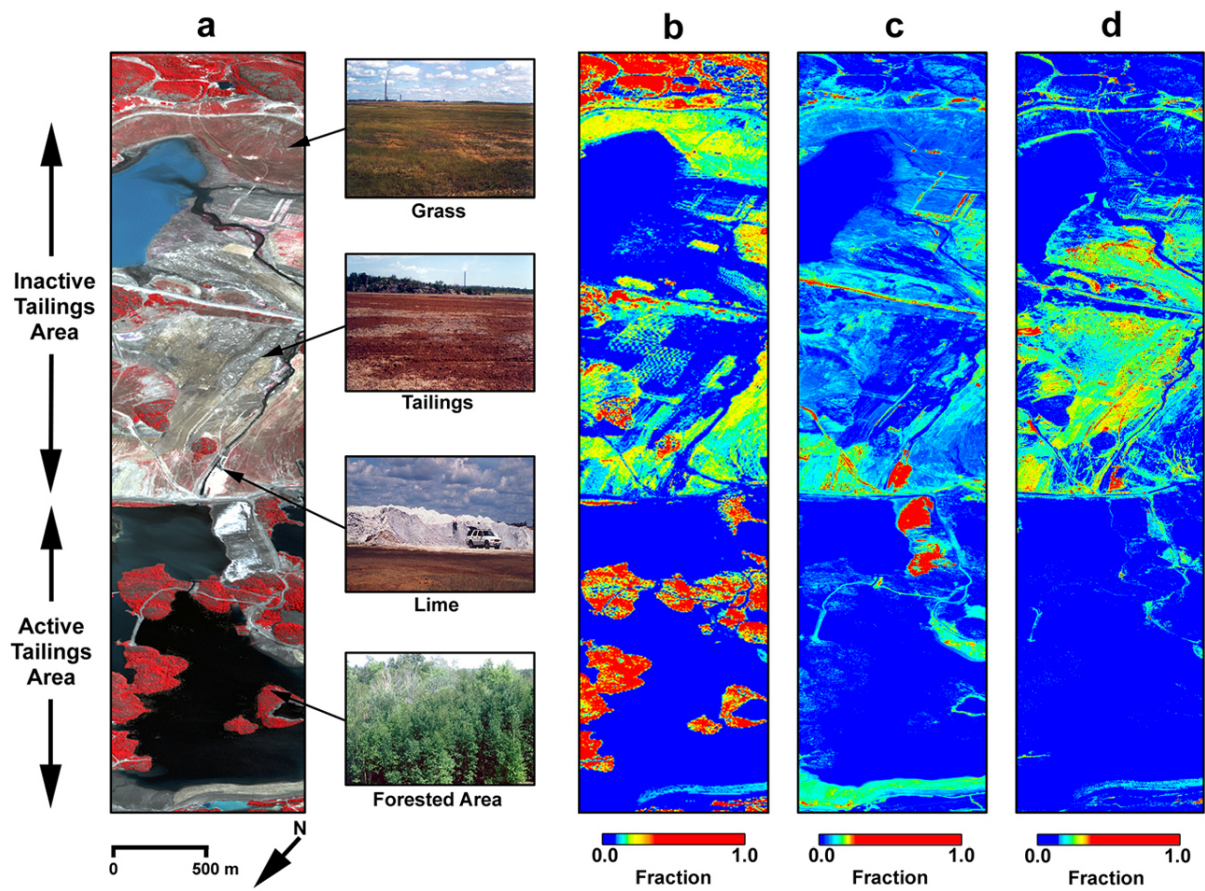 a
b
c
d
Grass
Inactive
Tailings
Area
Tailings
Lime
Active
Tailings
Area
Forested Area
N
0
500 m
0.0
1.0
Fraction
0.0
1.0
Fraction
0.0
1.0
Fraction